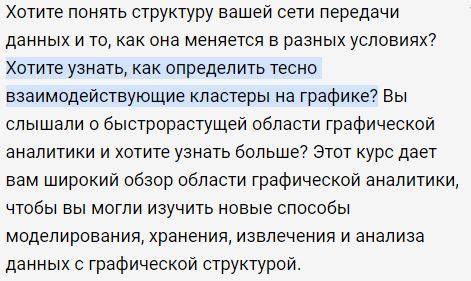 Хотите понять структуру вашей сети передачи
данных и то, как она меняется в разных условиях?
Хотите узнать, как определить тесно
взаимодействующие кластеры на графике? Вы
слышали о быстрорастущей области графической
аналитики и хотите узнать больше? Этот курс дает
вам широкий обзор области графической аналитики,
чтобы вы могли изучить новые способы
моделирования, хранения, извлечения и анализа
данных с графической структурой.